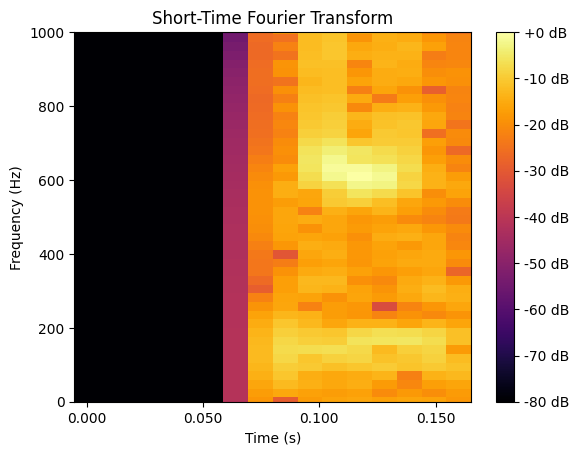 Short-Time Fourier Transform
1000
800
600
400
200
0
Frequency (Hz)
0.000
0.050
0.100
0.150
Time (s)
+0 dB
-10 dB
-20 dB
-30 dB
-40 dB
-50 dB
-60 dB
-70 dB
-80 dB